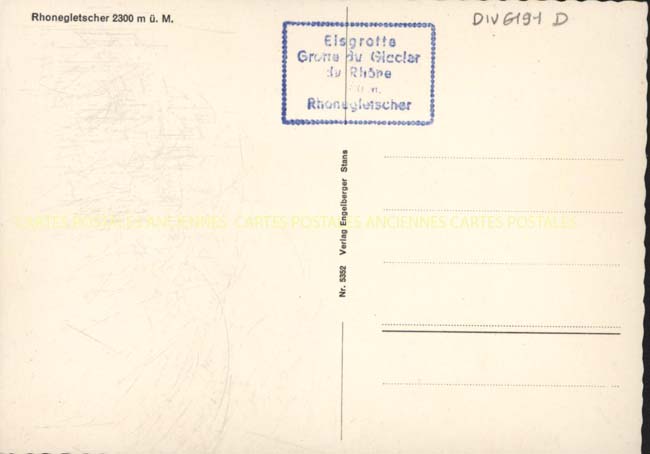 Rhonegletscher 2300 m ü. M.
DIV6191 D
Eisgrotte
Grotte du Glacier
du Rhône
Rhonegletscher
Nr. 5352 Verlag Engelberger Stans
CARTES POSTALES ANCIENNES CARTES POSTALES ANCIENNES CARTES POSTALES